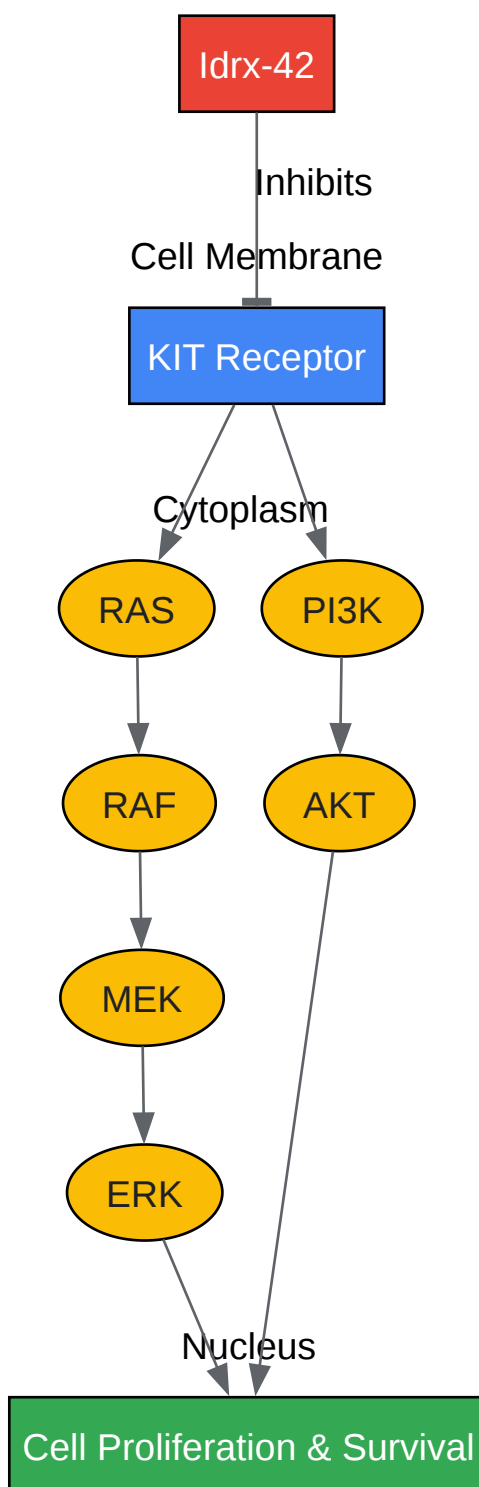 Idrx-42
Inhibits
Cell Membrane
KIT Receptor
Cytoplasm
RAS
PI3K
RAF
AKT
MEK
ERK
Nucleus
Cell Proliferation & Survival